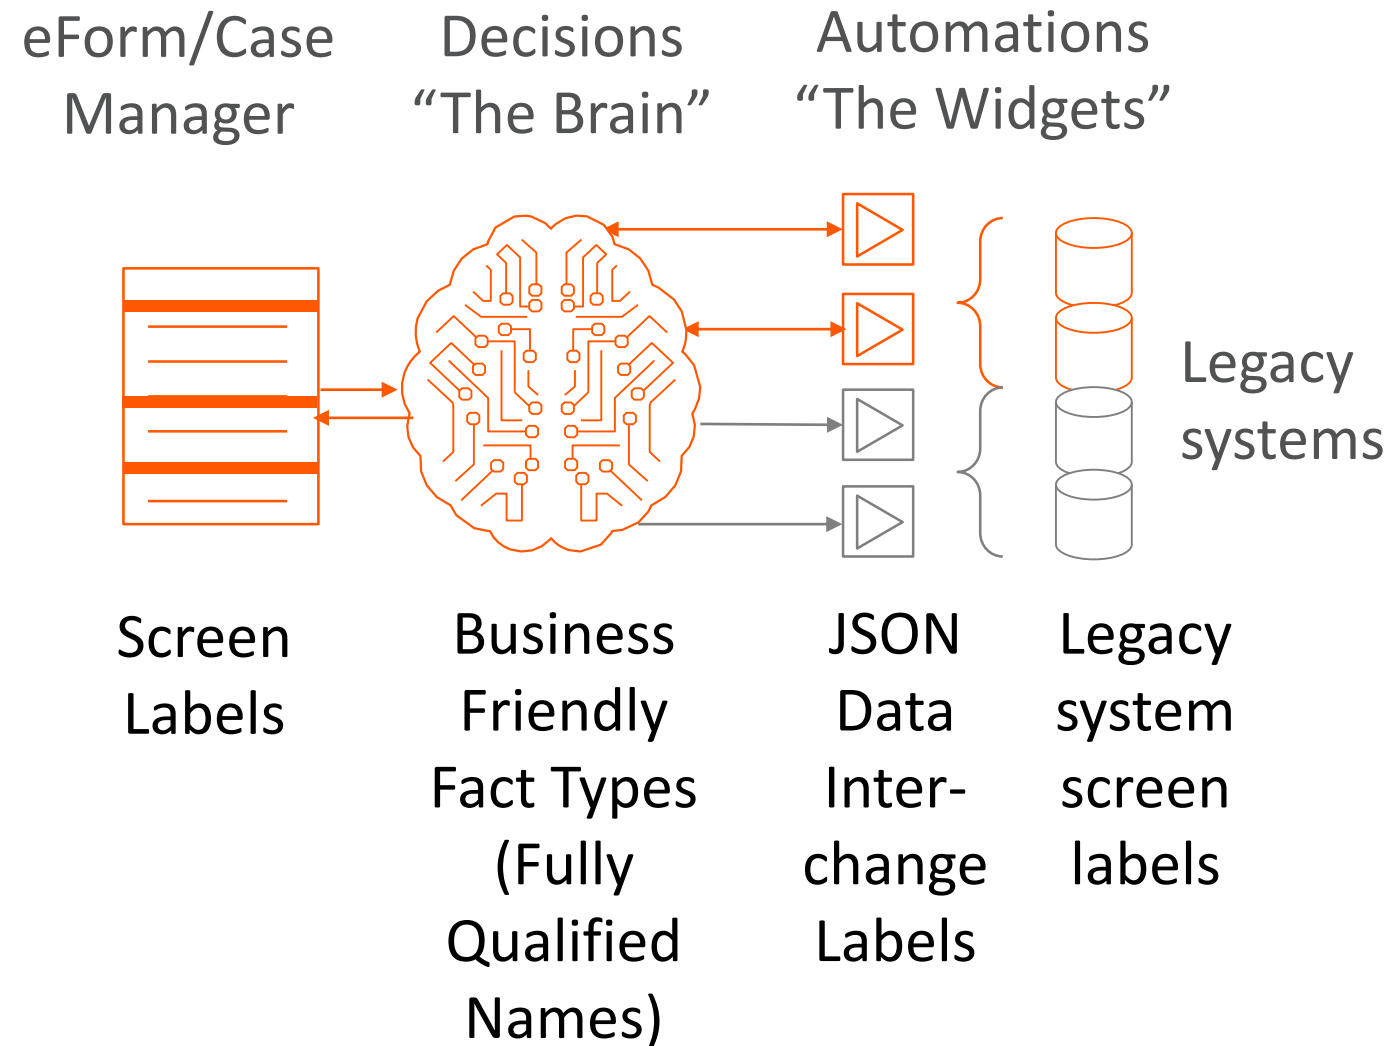 eForm/Case
Manager
Decisions
“The Brain”
Automations
“The Widgets”
Legacy
systems
Screen
Labels
Business
Friendly
Fact Types
(Fully
Qualified
Names)
JSON
Data
Inter-
change
Labels
Legacy
system
screen
labels